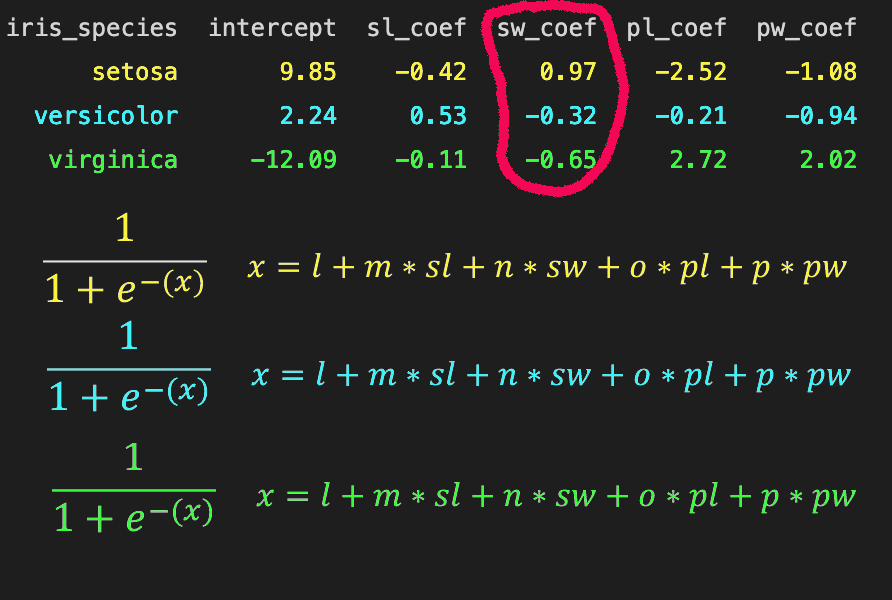 iris_species intercept sl_coef sw_coef pl_coef pw_coef
setosa 9.85 -0.42 0.97 -2.52 -1.08
versicolor 2.24 0.53 -0.32 -0.21 -0.94
virginica -12.09 -0.11 -0.65 2.72 2.02
1
1 + e^−(x) x = l + m ∗ sl + n ∗ sw + o ∗ pl + p ∗ pw
1
1 + e^−(x) x = l + m ∗ sl + n ∗ sw + o ∗ pl + p ∗ pw
1
1 + e^−(x) x = l + m ∗ sl + n ∗ sw + o ∗ pl + p ∗ pw